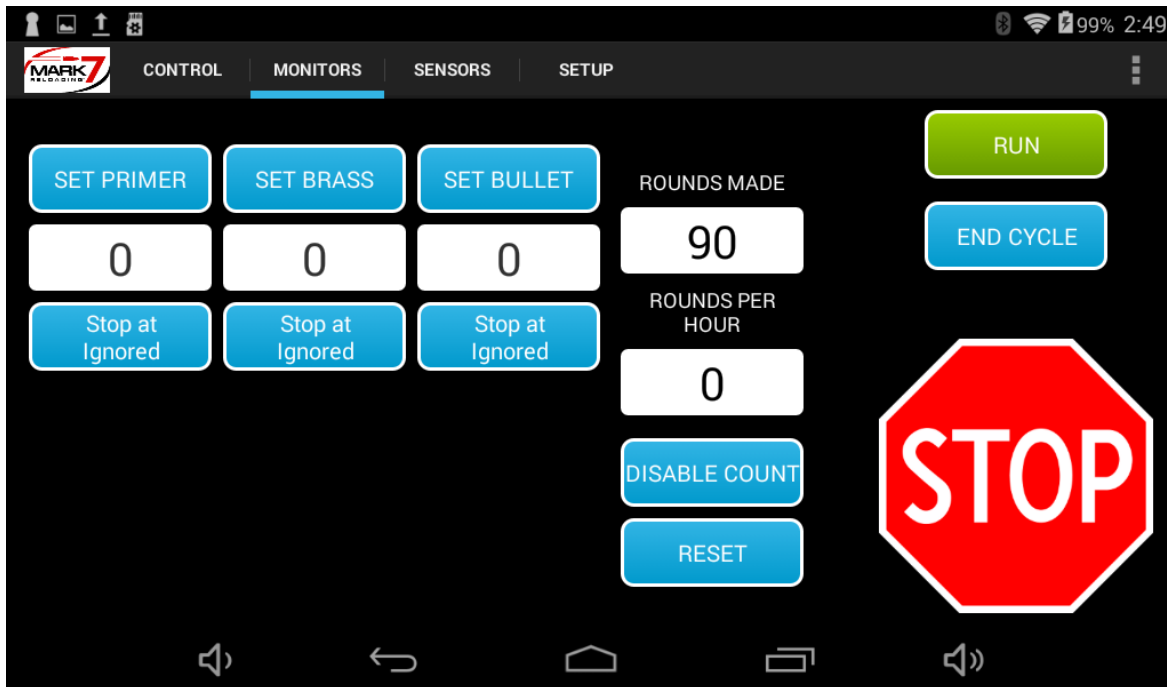 99% 2:49
MARK 7
RELOADING
CONTROL
MONITORS
SENSORS
SETUP
SET PRIMER
SET BRASS
SET BULLET
0
0
0
Stop at
Ignored
Stop at
Ignored
Stop at
Ignored
ROUNDS MADE
90
ROUNDS PER
HOUR
0
DISABLE COUNT
RESET
RUN
END CYCLE
STOP